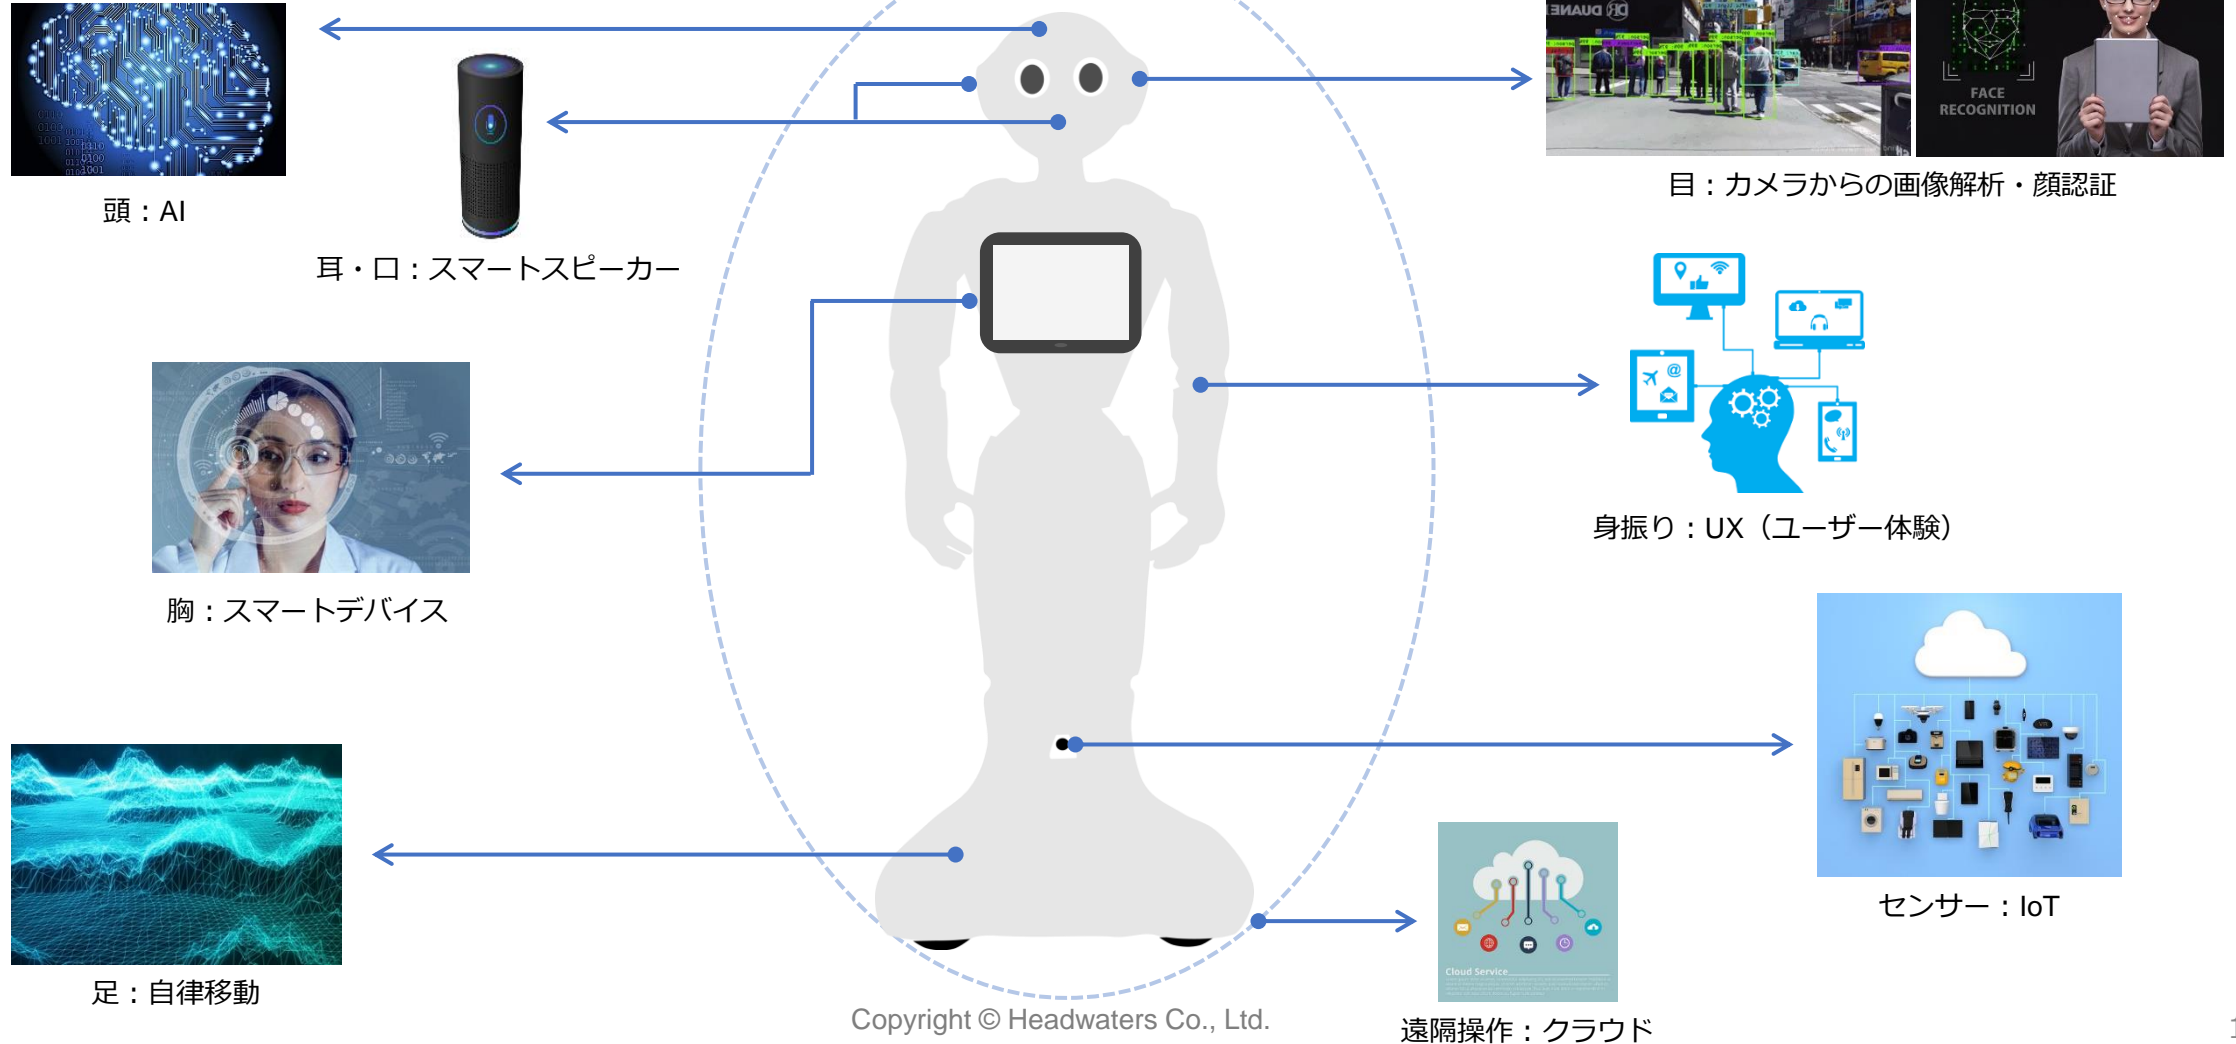 DUANE
FACE
RECOGNITION
頭：AI
目：カメラからの画像解析・顔認証
耳・口：スマートスピーカー
身振り：UX（ユーザー体験）
胸：スマートデバイス
センサー：IoT
Cloud Service
足：自律移動
Copyright © Headwaters Co., Ltd.
遠隔操作：クラウド